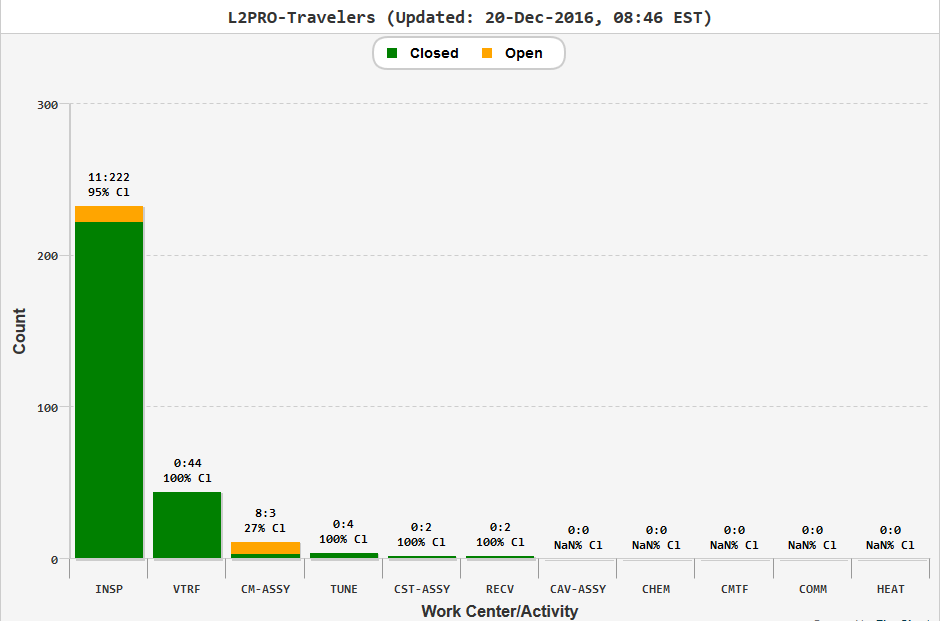 L2PRO-Travelers (Updated: 20-Dec-2016, 08:46 EST)
Closed Open
300
200
100
0
Count
11:222
95% Cl
0:44
100% Cl
8:3
27% Cl
0:4
100% Cl
0:2
100% Cl
0:2
100% Cl
0:0
NaN% Cl
0:0
NaN% Cl
0:0
NaN% Cl
0:0
NaN% Cl
0:0
NaN% Cl
INSP VTRF CM-ASSY TUNE CST-ASSY RECV CAV-ASSY CHEM CMTF COMM HEAT
Work Center/Activity